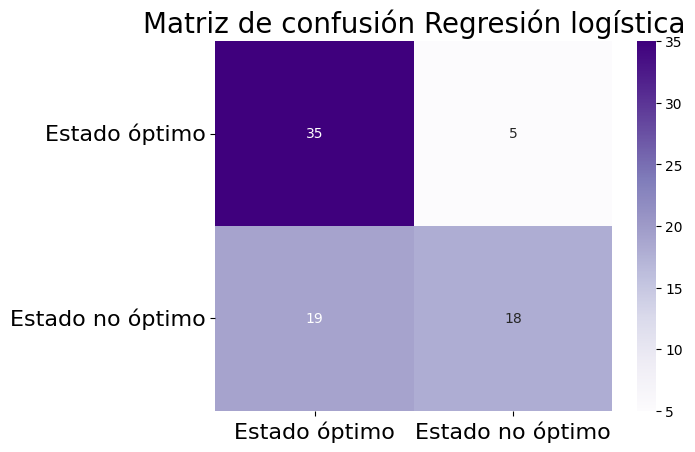 Matriz de confusión Regresión logística
Estado óptimo
35
5
Estado no óptimo
19
18
Estado óptimo
Estado no óptimo
35
30
25
20
15
10
5